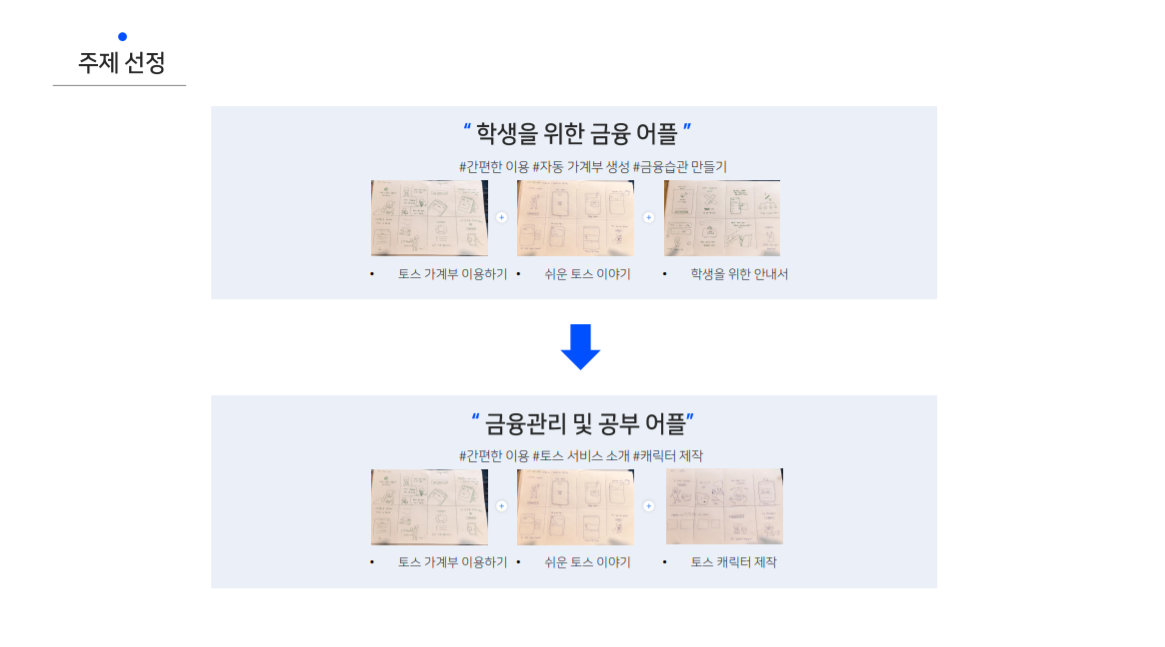 주제 선정
“ 학생을 위한 금융 어플 ”
#간편한 이용 #자동 가계부 생성 #금융습관 만들기
• 토스 가계부 이용하기 • 쉬운 토스 이야기 • 학생을 위한 안내서
“ 금융관리 및 공부 어플”
#간편한 이용 #토스 서비스 소개 #캐릭터 제작
• 토스 가계부 이용하기 • 쉬운 토스 이야기 • 토스 캐릭터 제작